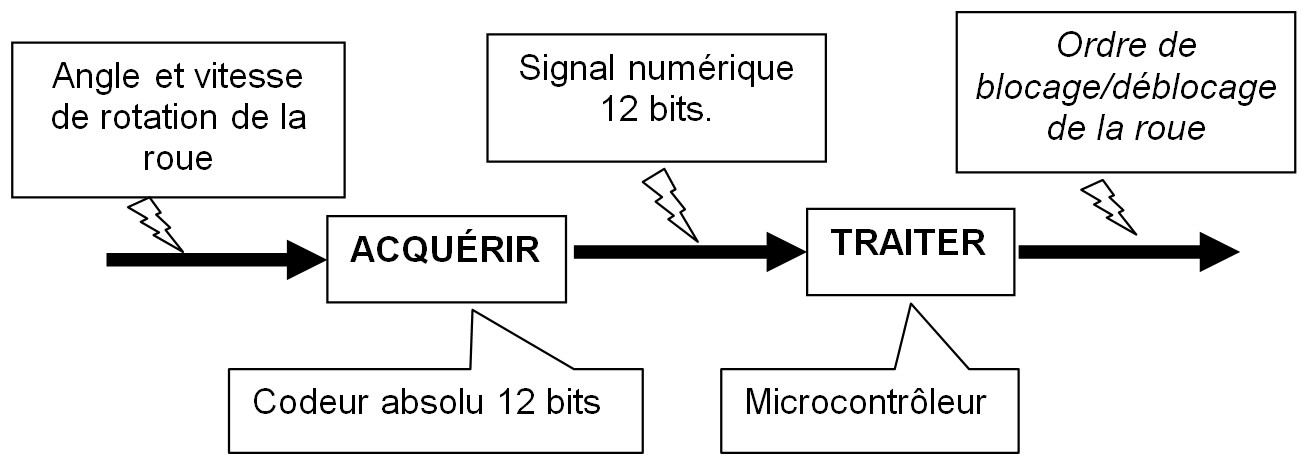 Angle et vitesse
de rotation de la
roue
Signal numérique
12 bits.
Ordre de
blocage/déblocage
de la roue
ACQUÉRIR
TRAITER
Codeur absolu 12 bits
Microcontrôleur